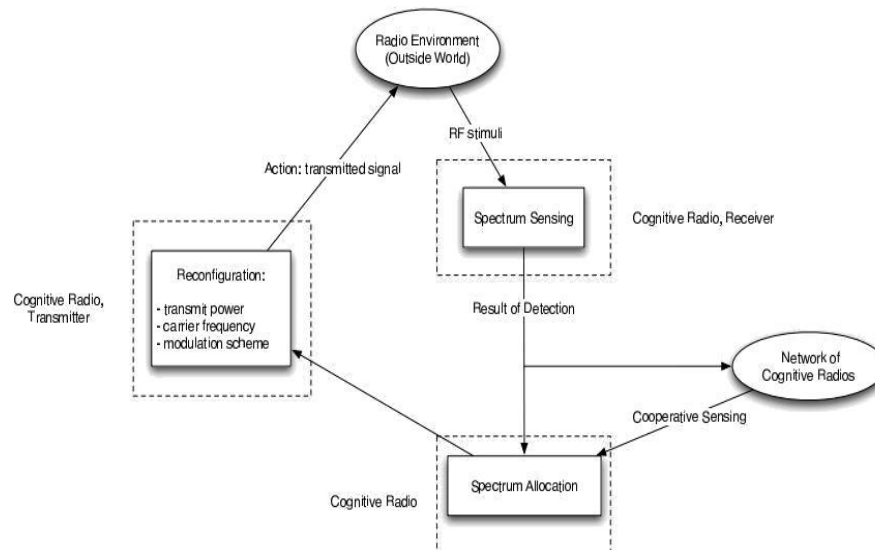 Radio Environment
(Outside World)
RF stimuli
Action: transmitted signal
Spectrum Sensing
Cognitive Radio, Receiver
Reconfiguration:
- transmit power
- carrier frequency
- modulation scheme
Cognitive Radio,
Transmitter
Result of Detection
Network of
Cognitive Radios
Cooperative Sensing
Spectrum Allocation
Cognitive Radio